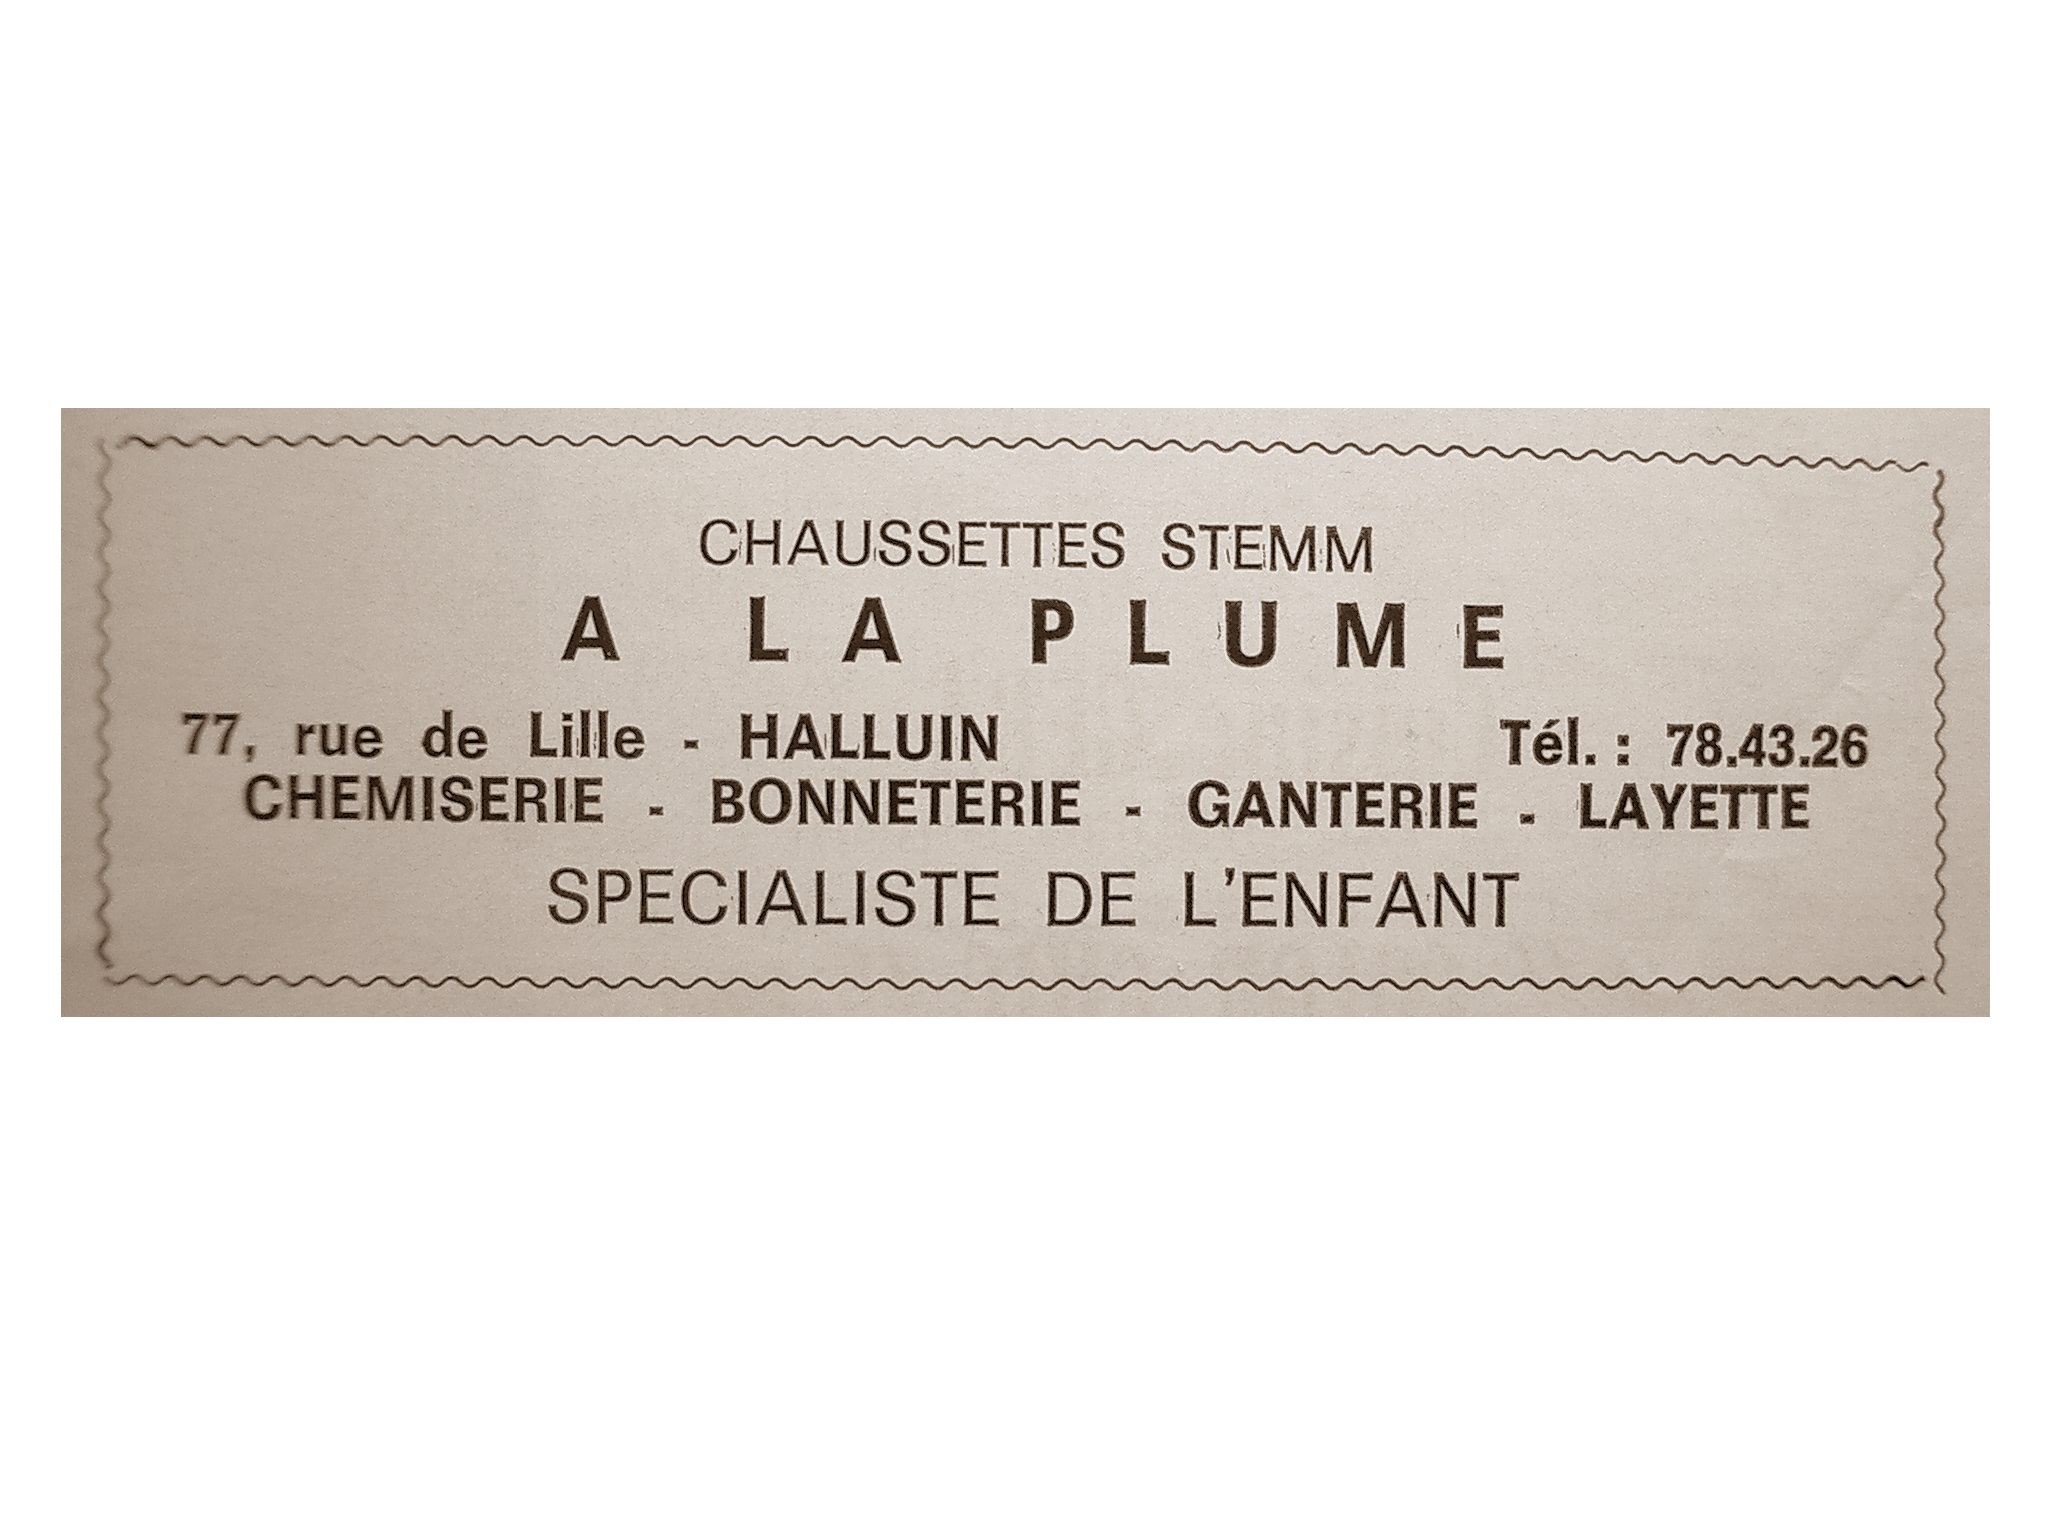 CHAUSSETTES STEMM
A LA PLUME
77, rue de Lille - HALLUIN Tél. : 78.43.26
CHEMISERIE - BONNETERIE - GANTERIE - LAYETTE
SPECIALISTE DE L'ENFANT